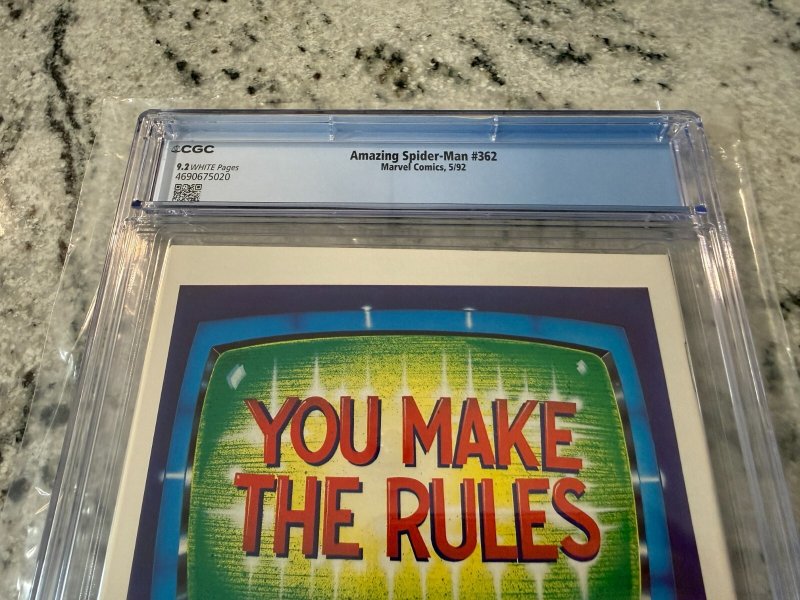 CGC
Amazing Spider-Man #362
9.2 WHITE Pages
Marvel Comics, 5/92
4690675020
YOU MAKE
THE RULES